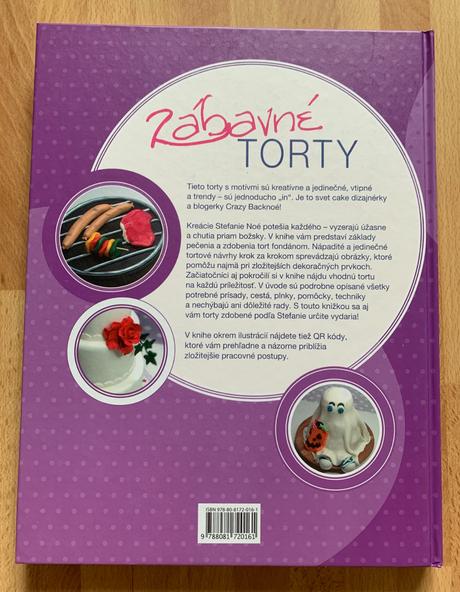 Zábavné
TORTY
Tieto torty s motívmi sú kreatívne a jedinečné, vtipné
a trendy – sú jednoducho „in“. Je to svet cake dizajnérky
a blogerky Crazy Backnoé!
Kreácie Stefanie Noé potešia každého – vyzerajú úžasne
a chutia priam božsky. V knihe vám predstaví základy
pečenia a zdobenia tort fondánom. Nápadité a jedinečné
tortové návrhy krok za krokom sprevádzajú obrázky, ktoré
pomôžu najmä pri zložitejších dekoračných prvkoch.
Začiatočníci aj pokročilí si v knihe nájdu vhodnú tortu
na každú príležitosť. V úvode sú podrobne opísané všetky
potrebné prísady, cestá, plnky, pomôcky, techniky
a nechýbajú ani dôležité rady. S touto knižkou sa aj
vám torty zdobené podľa Stefanie určite vydaria!
V knihe okrem ilustrácií nájdete tiež QR kódy,
ktoré vám prehľadne a názorne priblížia
zložitejšie pracovné postupy.
ISBN 978-80-8172-016-1
9 788081 720161